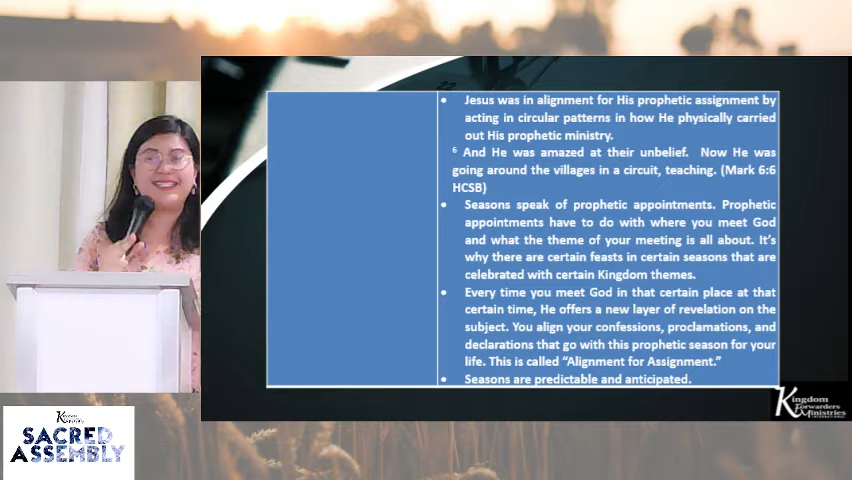 • Jesus was in alignment for His prophetic assignment by
acting in circular patterns in how He physically carried
out His prophetic ministry.
⁶ And He was amazed at their unbelief. Now He was
going around the villages in a circuit, teaching. (Mark 6:6
HCSB)
• Seasons speak of prophetic appointments. Prophetic
appointments have to do with where you meet God
and what the theme of your meeting is all about. It's
why there are certain feasts in certain seasons that are
celebrated with certain Kingdom themes.
• Every time you meet God in that certain place at that
certain time, He offers a new layer of revelation on the
subject. You align your confessions, proclamations, and
declarations that go with this prophetic season for your
life. This is called “Alignment for Assignment.”
• Seasons are predictable and anticipated.
Kingdom
Forwarders
Ministries
SACRED
ASSEMBLY